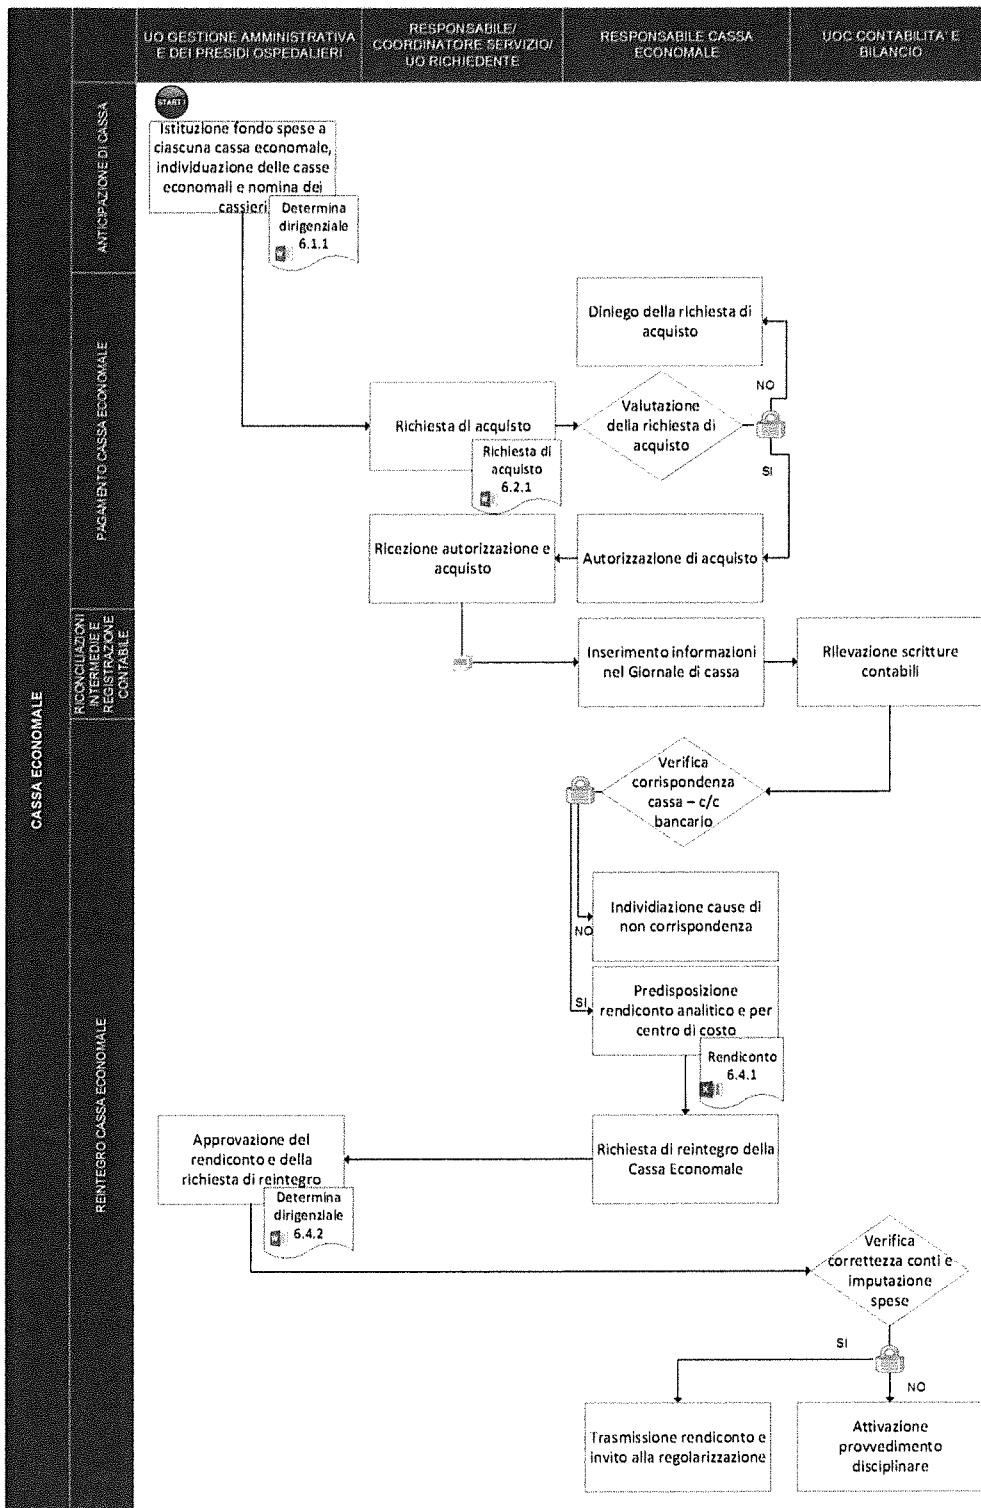 UO GESTIONE AMMINISTRATIVA
E DEI PRESIDI OSPEDALIERI
RESPONSABILE/
COORDINATORE SERVIZIO/
UO RICHIEDENTE
RESPONSABILE CASSA
ECONOMALE
UOC CONTABILITA' E
BILANCIO
CASSA ECONOMALE
ANTICIPAZIONE DI CASSA
START !
Istituzione fondo spese a
ciascuna cassa economale,
individuazione delle casse
economali e nomina dei
cassieri
Determina
dirigenziale
6.1.1
PAGAMENTO CASSA ECONOMALE
Diniego della richiesta di
acquisto
NO
Richiesta di acquisto
Valutazione
della richiesta di
acquisto
SI
Richiesta di
acquisto
6.2.1
Ricezione autorizzazione e
acquisto
Autorizzazione di acquisto
RICONCILIAZIONI
INTERMEDIE E
REGISTRAZIONE
CONTABILE
Inserimento informazioni
nel Giornale di cassa
Rilevazione scritture
contabili
REINTEGRO CASSA ECONOMALE
Verifica
corrispondenza
cassa – c/c
bancario
Individiazione cause di
non corrispondenza
NO
Predisposizione
rendiconto analitico e per
centro di costo
SI
Rendiconto
6.4.1
Approvazione del
rendiconto e della
richiesta di reintegro
Richiesta di reintegro della
Cassa Economale
Determina
dirigenziale
6.4.2
Verifica
correttezza conti e
imputazione
spese
SI
NO
Trasmissione rendiconto e
invito alla regolarizzazione
Attivazione
provvedimento
disciplinare